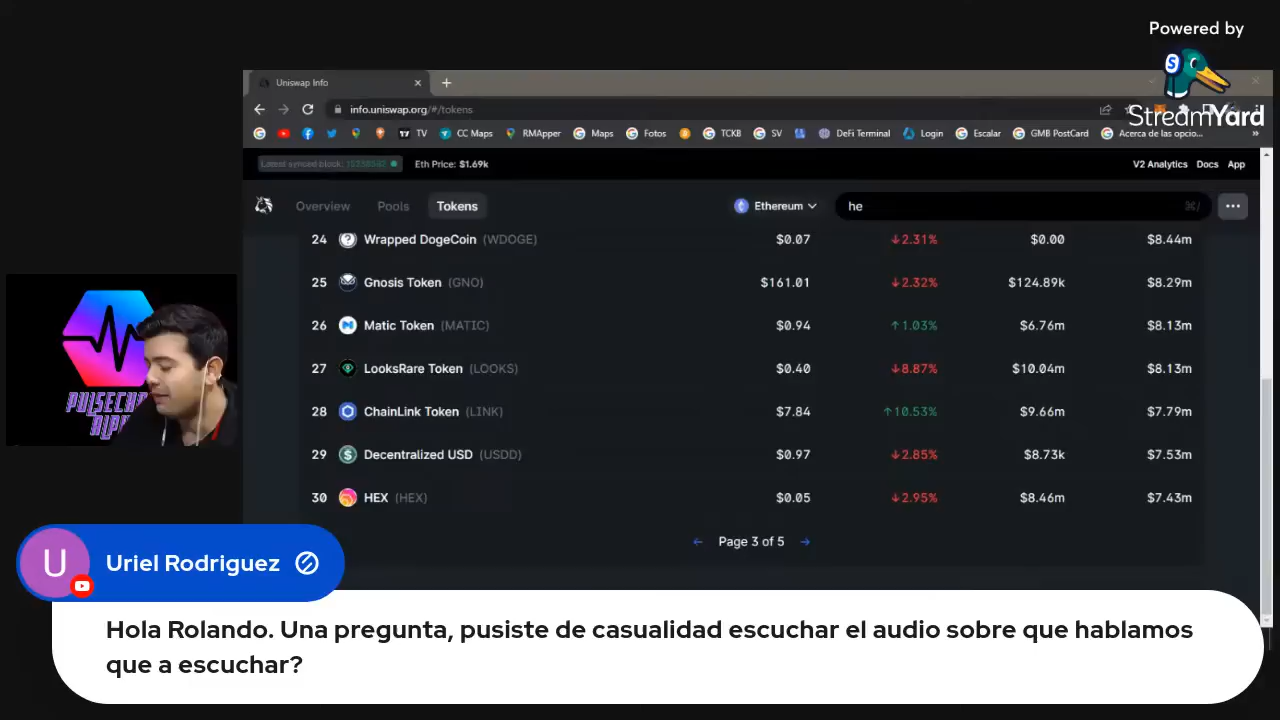 Powered by
StreamYard
Uniswap Info
info.uniswap.org/#/tokens
TV CC Maps RMApper Maps Fotos TCKB SV DeFi Terminal Login Escalar GMB PostCard Acerca de las opcio...
Eth Price: $1.69k
V2 Analytics Docs App
Overview Pools Tokens Ethereum he
24 Wrapped DogeCoin (WDOGE) $0.07 ↓2.31% $0.00 $8.44m
25 Gnosis Token (GNO) $161.01 ↓2.32% $124.89k $8.29m
26 Matic Token (MATIC) $0.94 ↑1.03% $6.76m $8.13m
27 LooksRare Token (LOOKS) $0.40 ↓8.87% $10.04m $8.13m
28 ChainLink Token (LINK) $7.84 ↑10.53% $9.66m $7.79m
29 Decentralized USD (USDD) $0.97 ↓2.85% $8.73k $7.53m
30 HEX (HEX) $0.05 ↓2.95% $8.46m $7.43m
← Page 3 of 5 →
U
Uriel Rodriguez
Hola Rolando. Una pregunta, pusiste de casualidad escuchar el audio sobre que hablamos
que a escuchar?